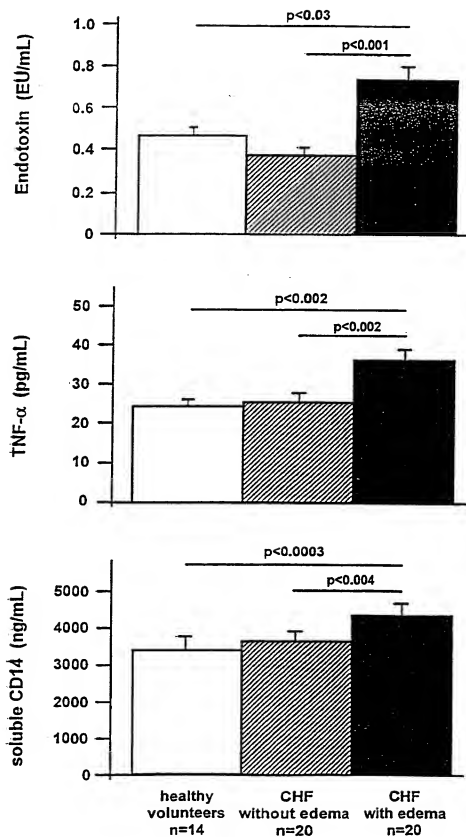 p<0.03
p<0.001
Endotoxin (EU/mL)
1.0
0.8
0.6
0.4
0.2
0
p<0.002
p<0.002
TNF-α (pg/mL)
50
40
30
20
10
0
p<0.0003
p<0.004
soluble CD14 (ng/mL)
5000
4000
3000
2000
1000
0
healthy
volunteers
n=14
CHF
without edema
n=20
CHF
with edema
n=20